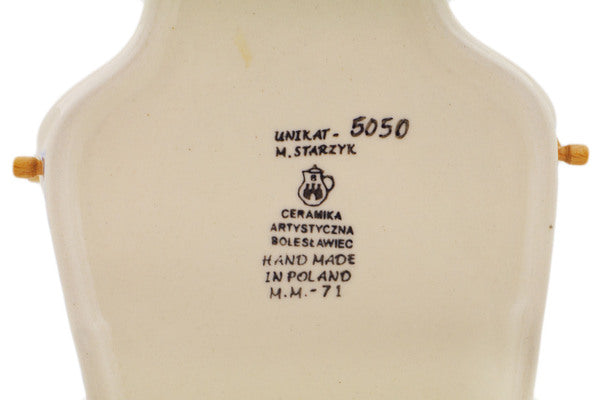 UNIKAT - 5050
M. STARZYK
B
CERAMIKA
ARTYSTYCZNA
BOLESŁAWIEC
HAND MADE
IN POLAND
M.M.-71